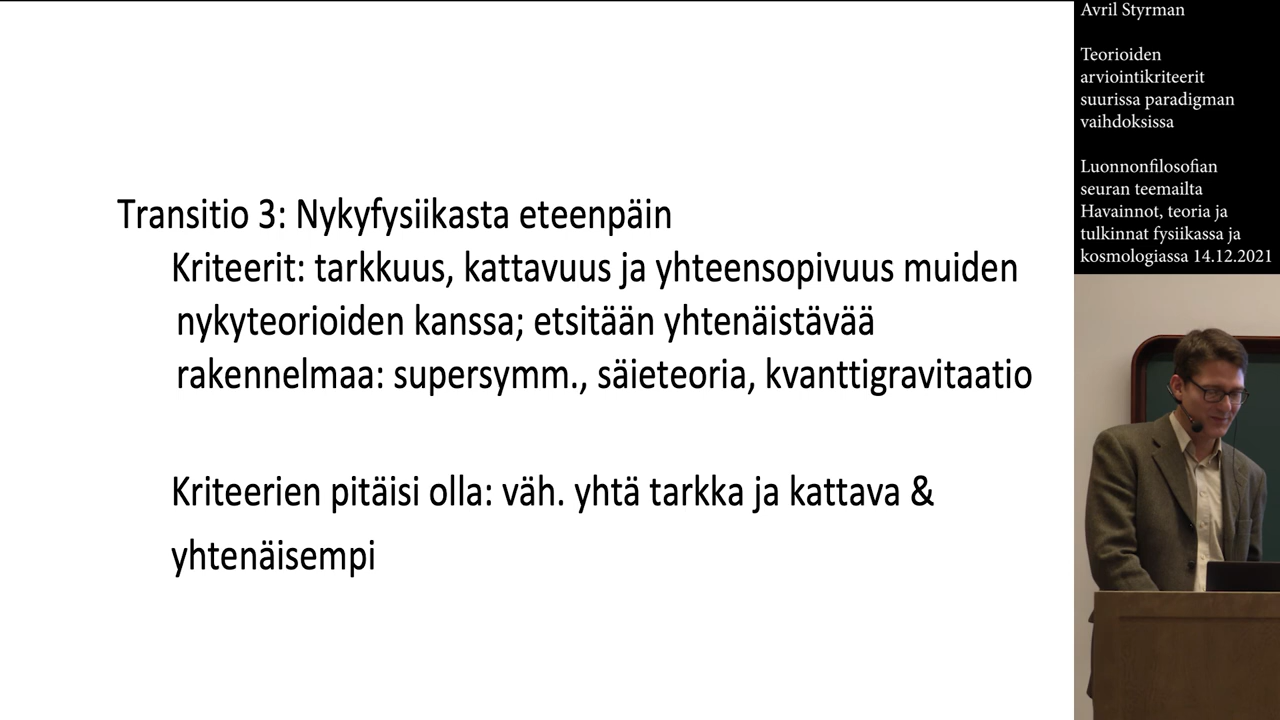 Transitio 3: Nykyfysiikasta eteenpäin
Kriteerit: tarkkuus, kattavuus ja yhteensopivuus muiden
nykyteorioiden kanssa; etsitään yhtenäistävää
rakennelmaa: supersymm., säieteoria, kvanttigravitaatio
Kriteerien pitäisi olla: väh. yhtä tarkka ja kattava &
yhtenäisempi
Avril Styrman
Teorioiden
arviointikriteerit
suurissa paradigman
vaihdoksissa
Luonnonfilosofian
seuran teemailta
Havainnot, teoria ja
tulkinnat fysiikassa ja
kosmologiassa 14.12.2021